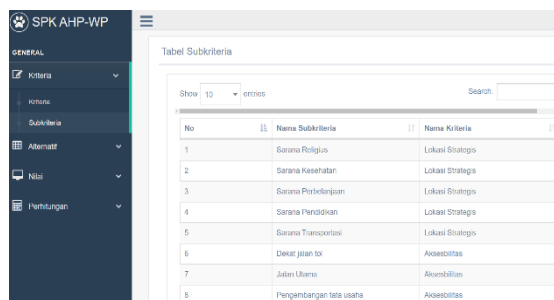 SPK AHP-WP
GENERAL
Kriteria
Kriteria
Subkriteria
Alternatif
Nilai
Perhitungan
Tabel Subkriteria
Show 10 entries
Search:
No Nama Subkriteria Nama Kriteria
1 Sarana Religius Lokasi Strategis
2 Sarana Kesehatan Lokasi Strategis
3 Sarana Perbelanjaan Lokasi Strategis
4 Sarana Pendidikan Lokasi Strategis
5 Sarana Transportasi Lokasi Strategis
6 Dekat jalan tol Aksesbilitas
7 Jalan Utama Aksesbilitas
8 Pengembangan tata usaha Aksesbilitas